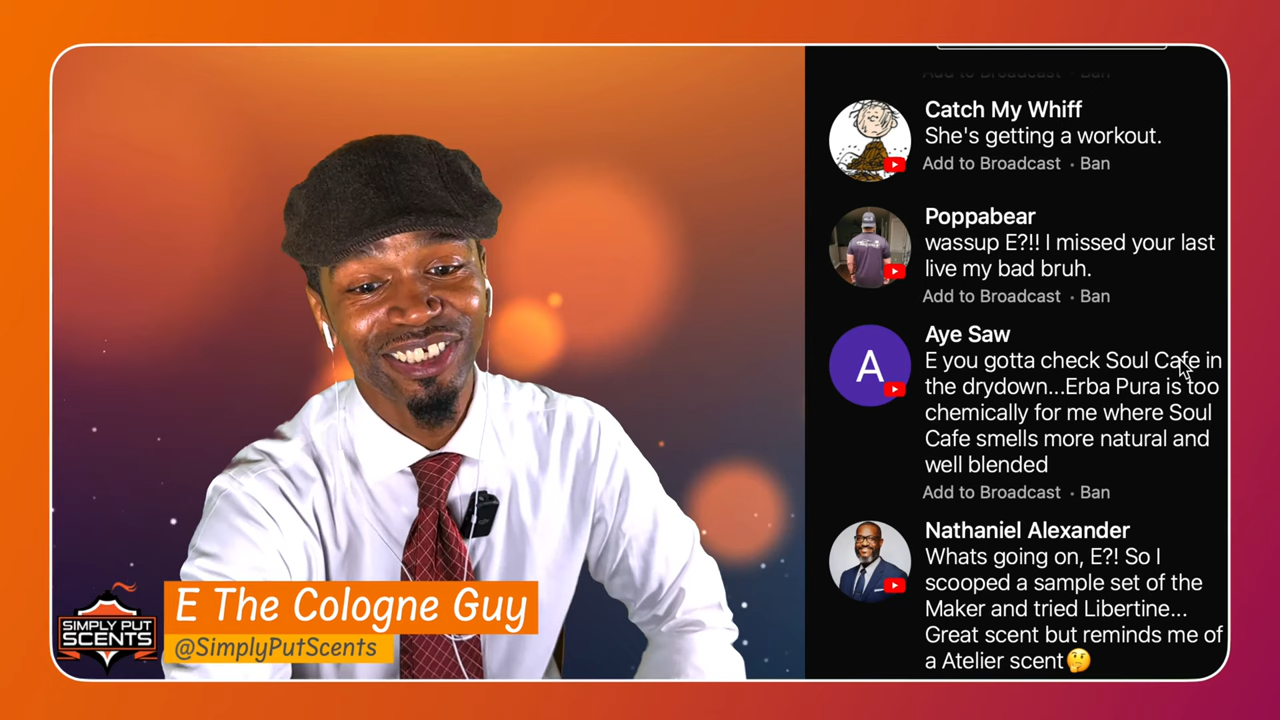 Add to Broadcast • Ban
Catch My Whiff
She's getting a workout.
Add to Broadcast • Ban
Poppabear
wassup E?!! I missed your last
live my bad bruh.
Add to Broadcast • Ban
Aye Saw
A
E you gotta check Soul Cafe in
the drydown...Erba Pura is too
chemically for me where Soul
Cafe smells more natural and
well blended
Add to Broadcast • Ban
Nathaniel Alexander
Whats going on, E?! So I
scooped a sample set of the
Maker and tried Libertine...
Great scent but reminds me of
a Atelier scent🤔
E The Cologne Guy
@SimplyPutScents
SIMPLY PUT
SCENTS